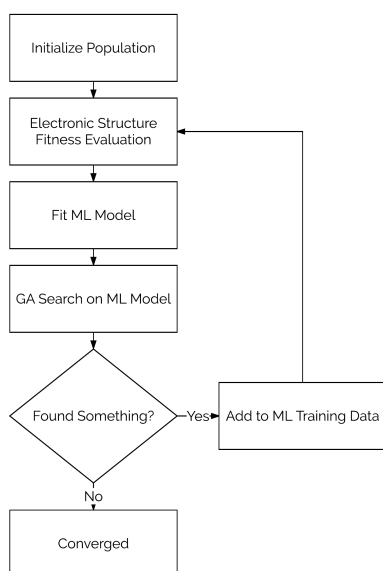 Initialize Population
Electronic Structure
Fitness Evaluation
Fit ML Model
GA Search on ML Model
Found Something?
Yes
Add to ML Training Data
No
Converged